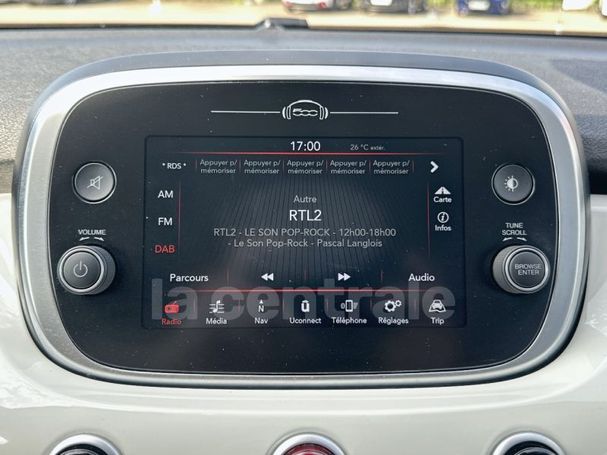 500
17:00 26 °C extér.
* RDS * Appuyer p/ mémoriser Appuyer p/ mémoriser Appuyer p/ mémoriser Appuyer p/ mémoriser Appuyer p/ mémoriser
AM
FM
DAB
Autre
RTL2
RTL2 - LE SON POP-ROCK - 12h00-18h00
- Le Son Pop-Rock - Pascal Langlois
Carte
Infos
VOLUME
TUNE
SCROLL
BROWSE
ENTER
Parcours Audio
la centrale
Radio Média Nav Uconnect Téléphone Réglages Trip
N